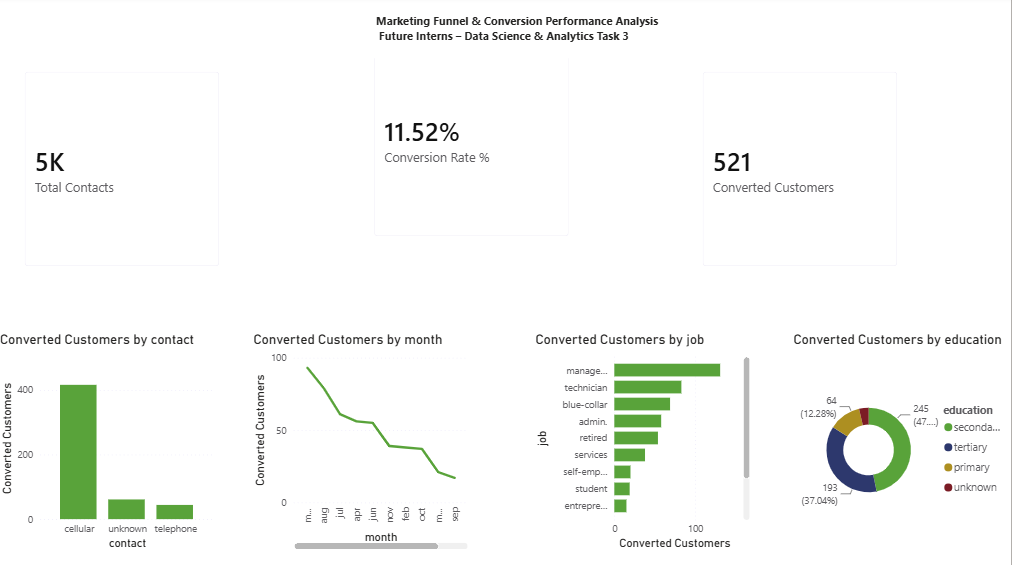 Marketing Funnel & Conversion Performance Analysis
Future Interns – Data Science & Analytics Task 3
5K
Total Contacts
11.52%
Conversion Rate %
521
Converted Customers
Converted Customers by contact
Converted Customers
400
200
0
cellular
unknown
telephone
contact
Converted Customers by month
Converted Customers
100
50
0
m...
aug
jul
apr
jun
nov
feb
oct
m...
sep
month
Converted Customers by job
job
manage...
technician
blue-collar
admin.
retired
services
self-emp...
student
entrepre...
0
100
Converted Customers
Converted Customers by education
64
(12.28%)
245
(47....)
193
(37.04%)
education
seconda...
tertiary
primary
unknown